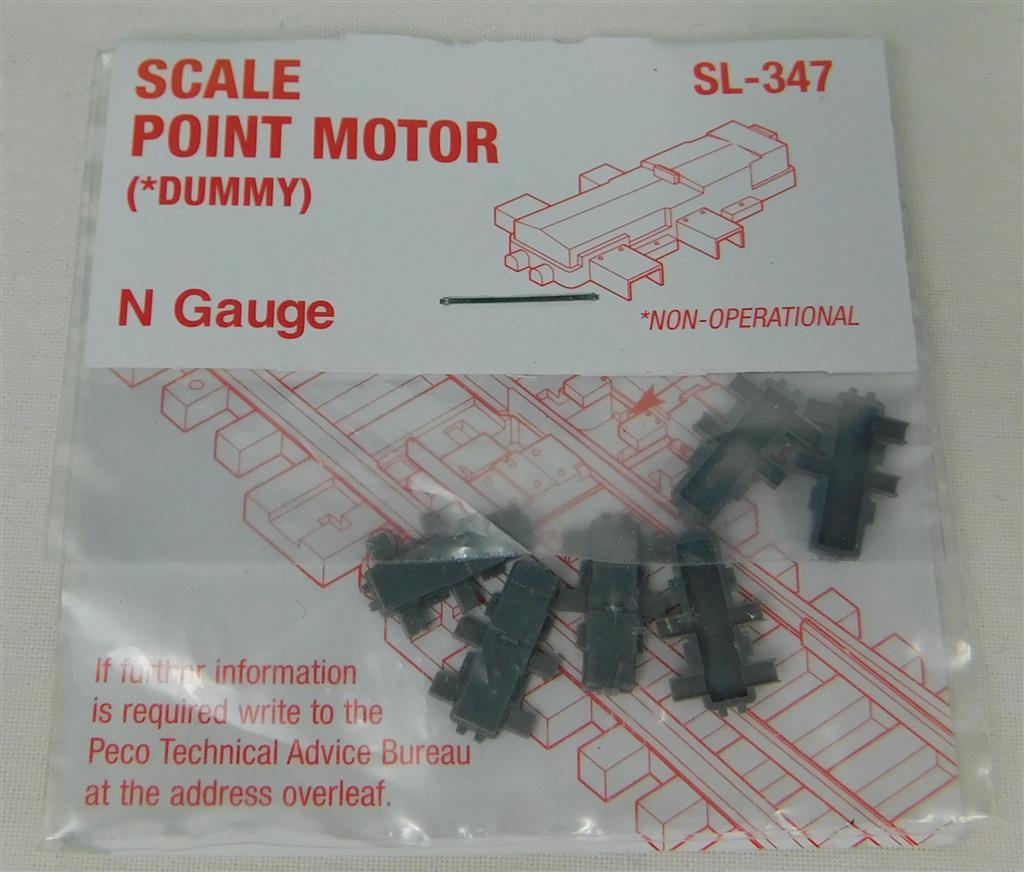 SCALE
POINT MOTOR
(*DUMMY)
SL-347
N Gauge
*NON-OPERATIONAL
If further information
is required write to the
Peco Technical Advice Bureau
at the address overleaf.